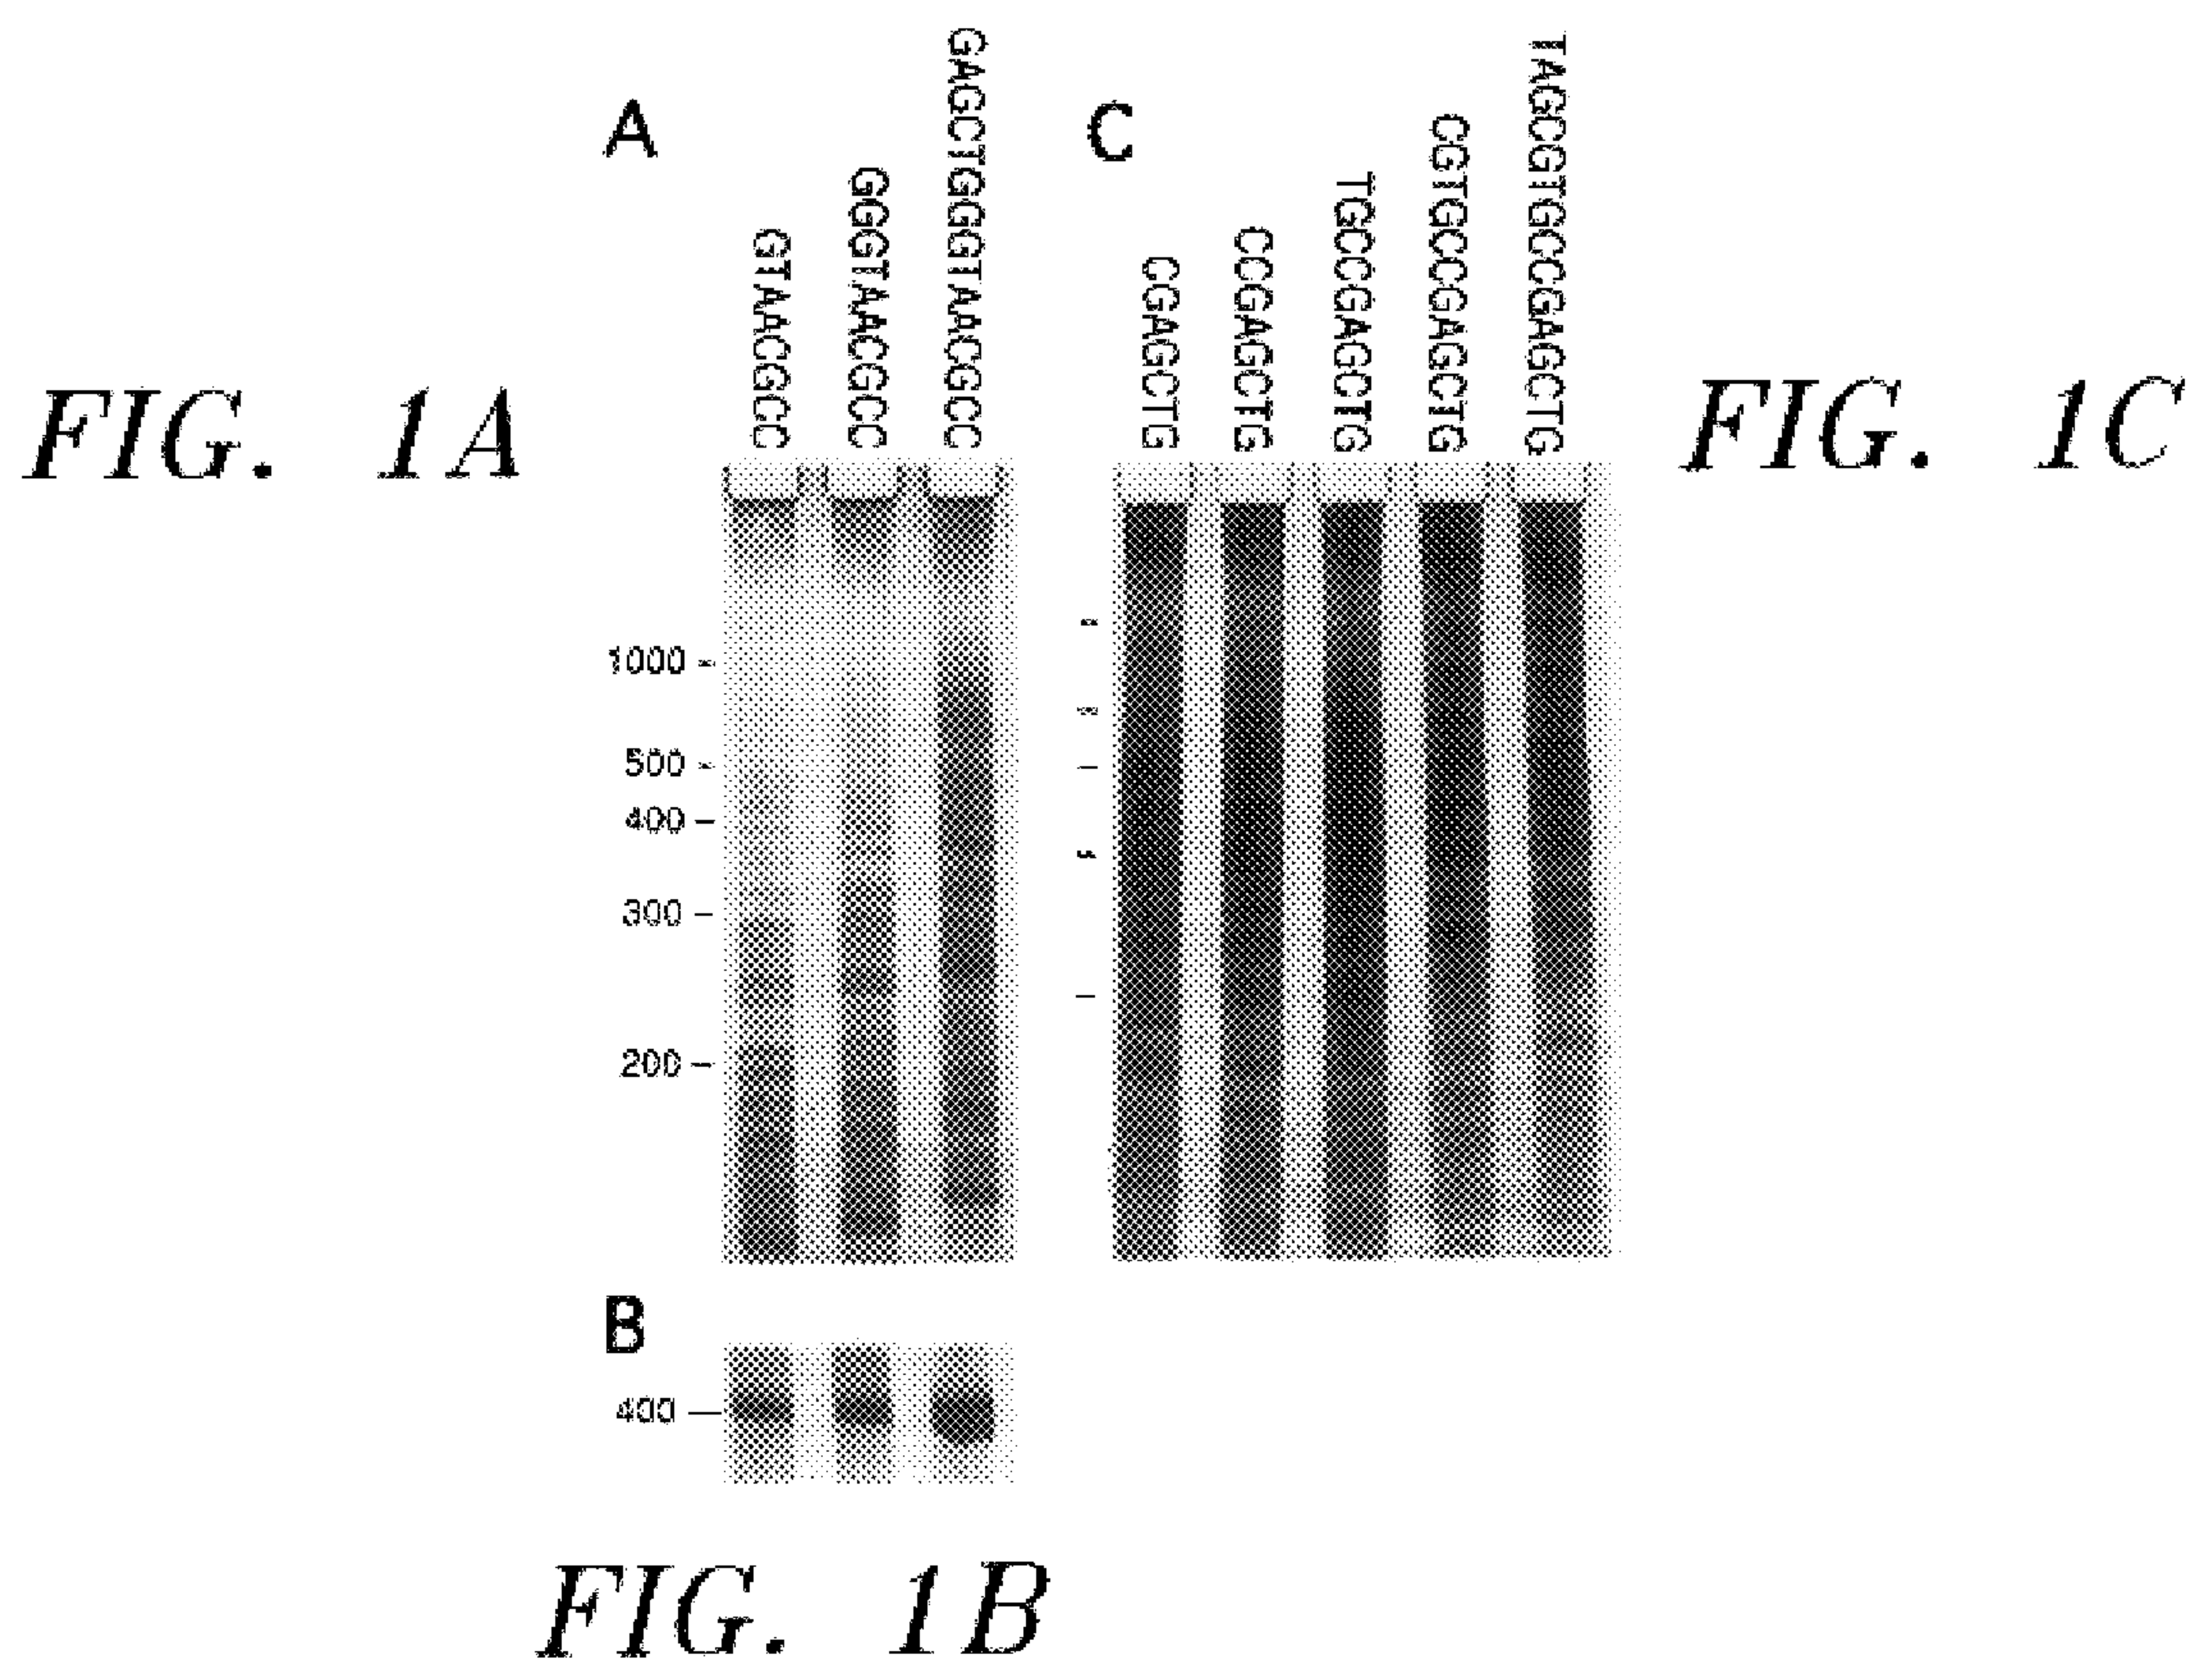 A
GTAACGCC
GGGTAACGCC
GAGCTGGGTAACGCC
C
CGAGCTG
CCGAGCTG
TGCCGAGCTG
CGTGCCGAGCTG
TAGCGTGCCGAGCTG
FIG. 1A
FIG. 1C
1000
500
400
300
200
B
400
FIG. 1B